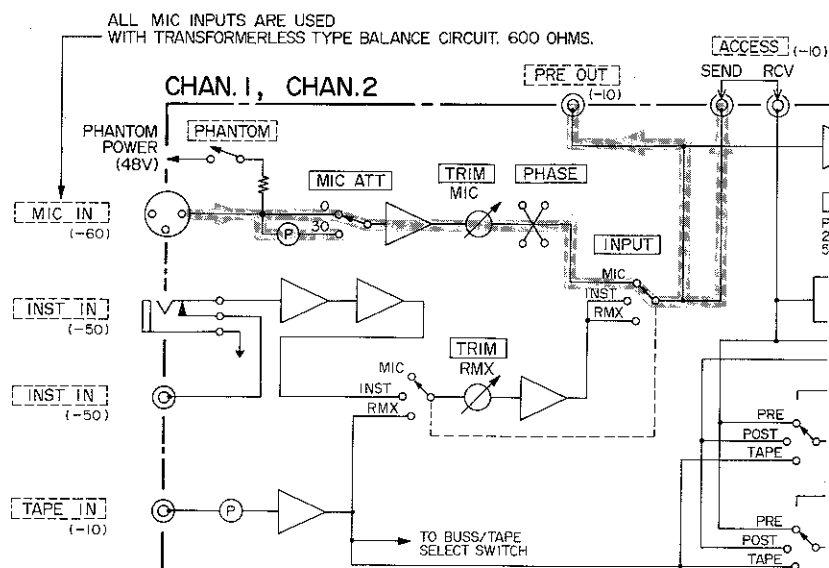 ALL MIC INPUTS ARE USED
WITH TRANSFORMERLESS TYPE BALANCE CIRCUIT. 600 OHMS.
ACCESS (-10)
SEND RCV
PRE OUT
(-10)
CHAN.1, CHAN.2
PHANTOM
POWER
(48V)
PHANTOM
MIC ATT
TRIM
MIC
PHASE
0
30
P
MIC IN
(-60)
INPUT
MIC
INST
RMX
INST IN
(-50)
TRIM
RMX
MIC
INST
RMX
INST IN
(-50)
PRE
POST
TAPE
TAPE IN
(-10)
P
TO BUSS/TAPE
SELECT SWITCH
PRE
POST
TAPE